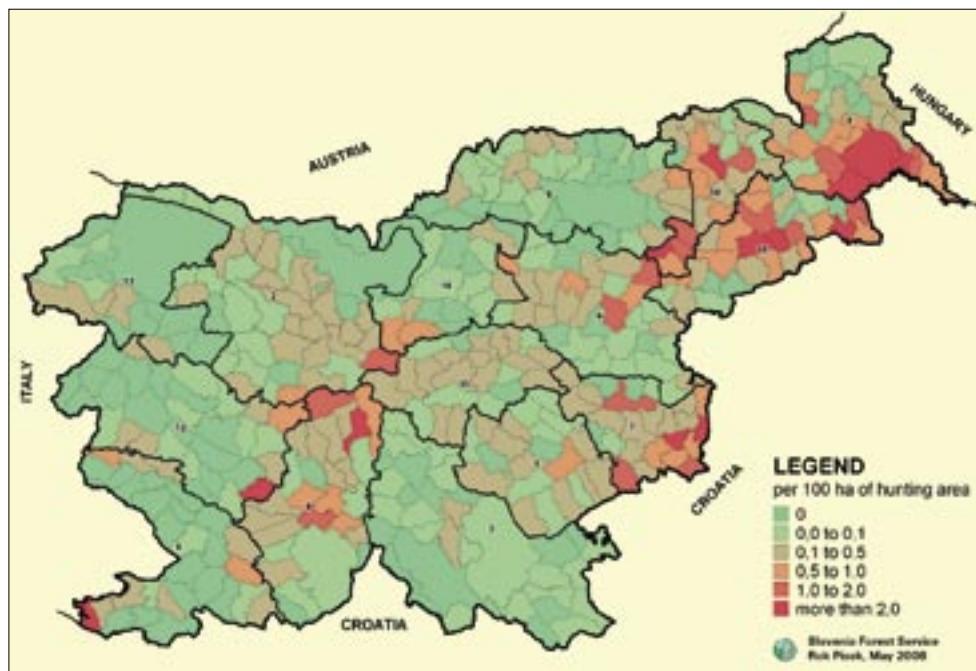 HUNGARY
AUSTRIA
ITALY
CROATIA
CROATIA
LEGEND
per 100 ha of hunting area
0
0,0 to 0,1
0,1 to 0,5
0,5 to 1,0
1,0 to 2,0
more than 2,0
Slovenia Forest Service
Rok Pisek, May 2008